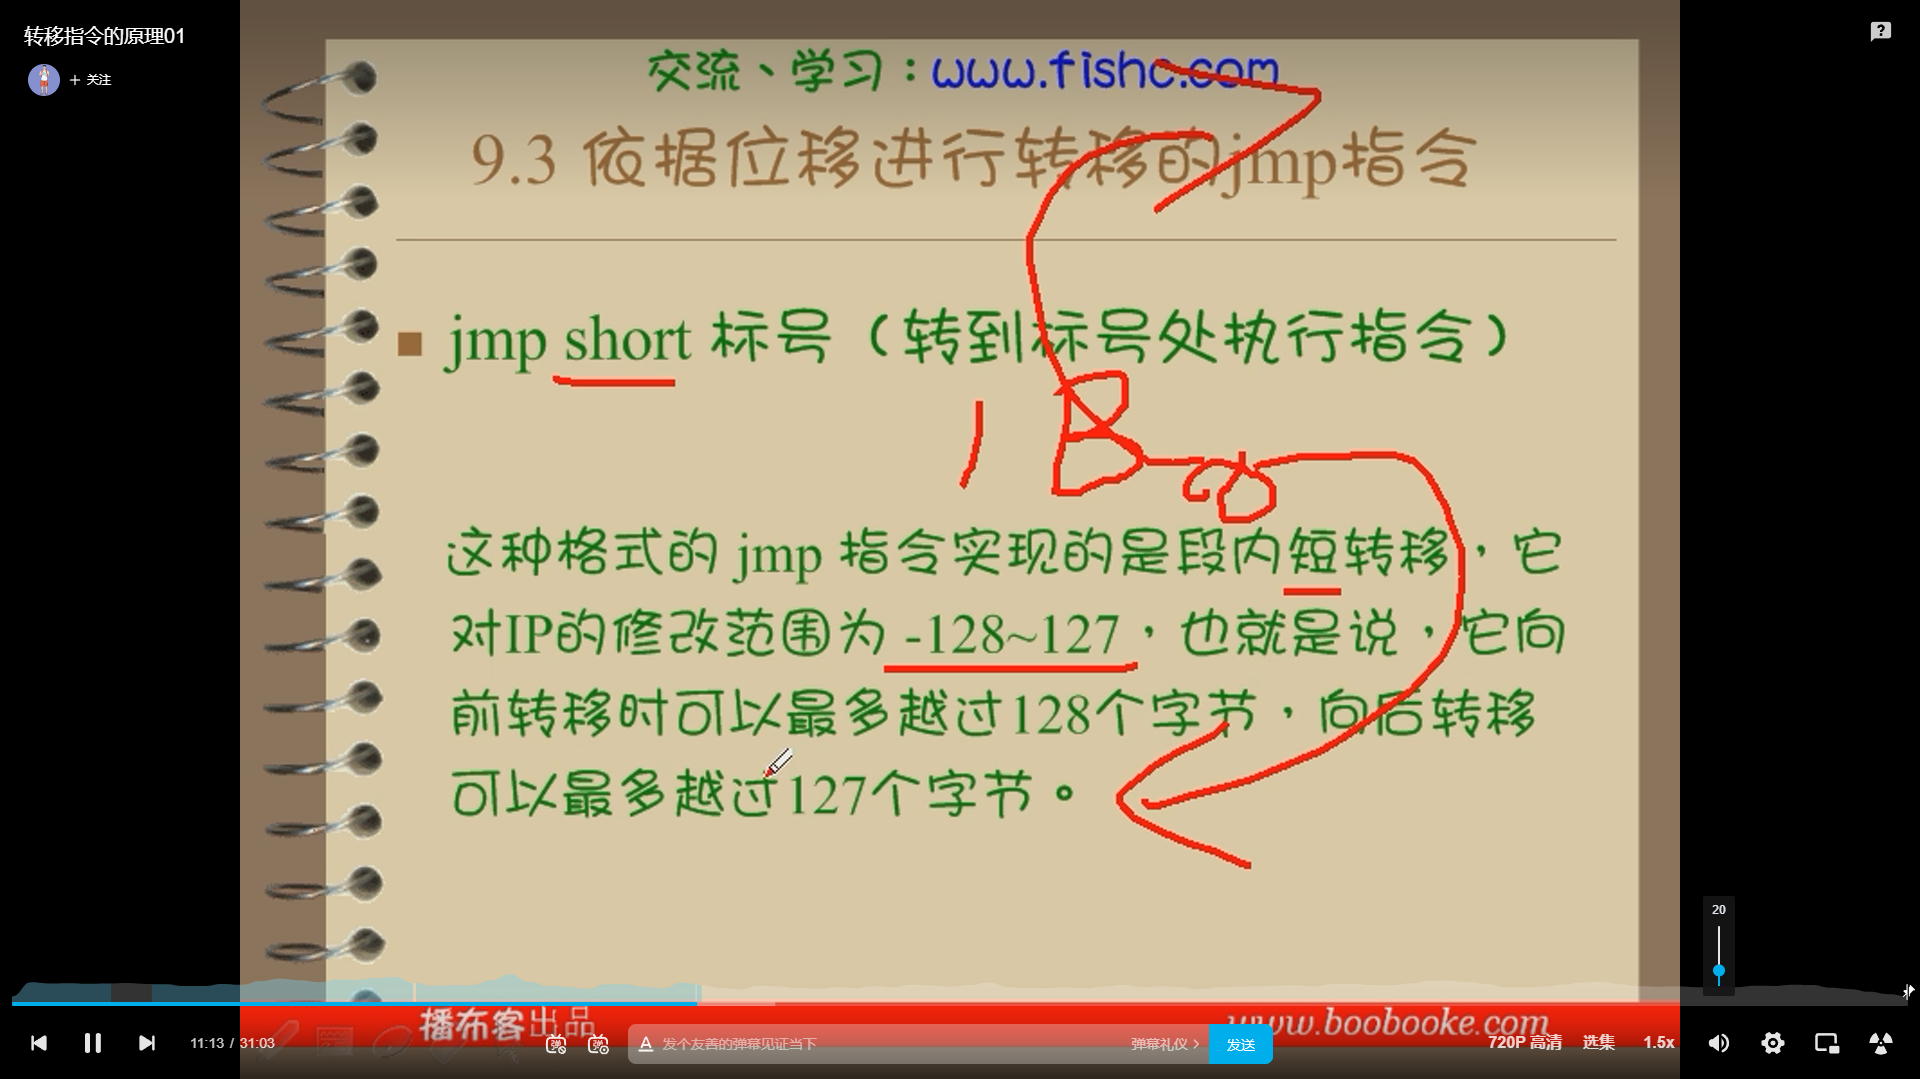 转移指令的原理01
+ 关注
交流、学习：www.fishc.com
9.3 依据位移进行转移的jmp指令
jmp short 标号（转到标号处执行指令）
1 B
这种格式的 jmp 指令实现的是段内短转移，它
对IP的修改范围为 -128~127，也就是说，它向
前转移时可以最多越过128个字节，向后转移
可以最多越过127个字节。
20
播布客出品
www.boobooke.com
11:13 / 31:03
发个友善的弹幕见证当下
弹幕礼仪 >
发送
720P 高清
选集
1.5x